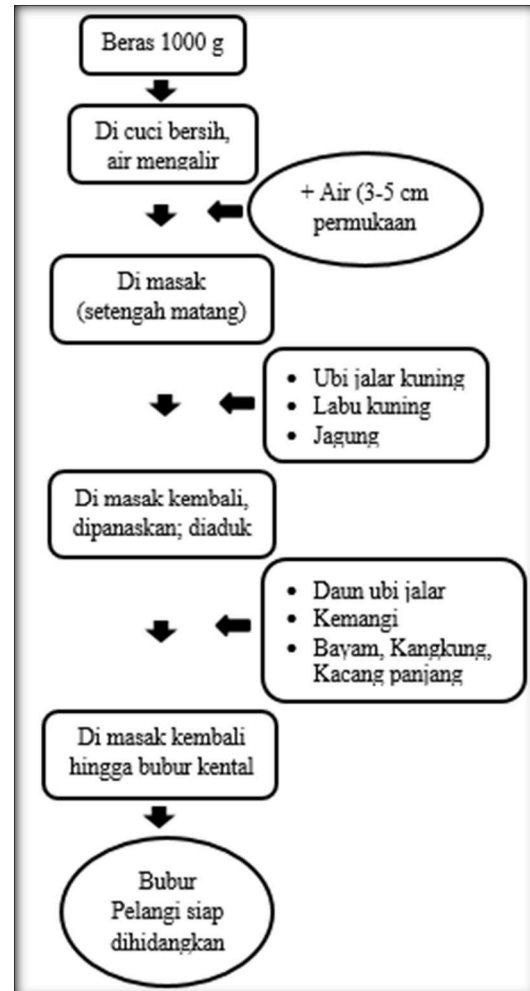 Beras 1000 g
Di cuci bersih,
air mengalir
+ Air (3-5 cm
permukaan
Di masak
(setengah matang)
• Ubi jalar kuning
• Labu kuning
• Jagung
Di masak kembali,
dipanaskan; diaduk
• Daun ubi jalar
• Kemangi
• Bayam, Kangkung,
Kacang panjang
Di masak kembali
hingga bubur kental
Bubur
Pelangi siap
dihidangkan